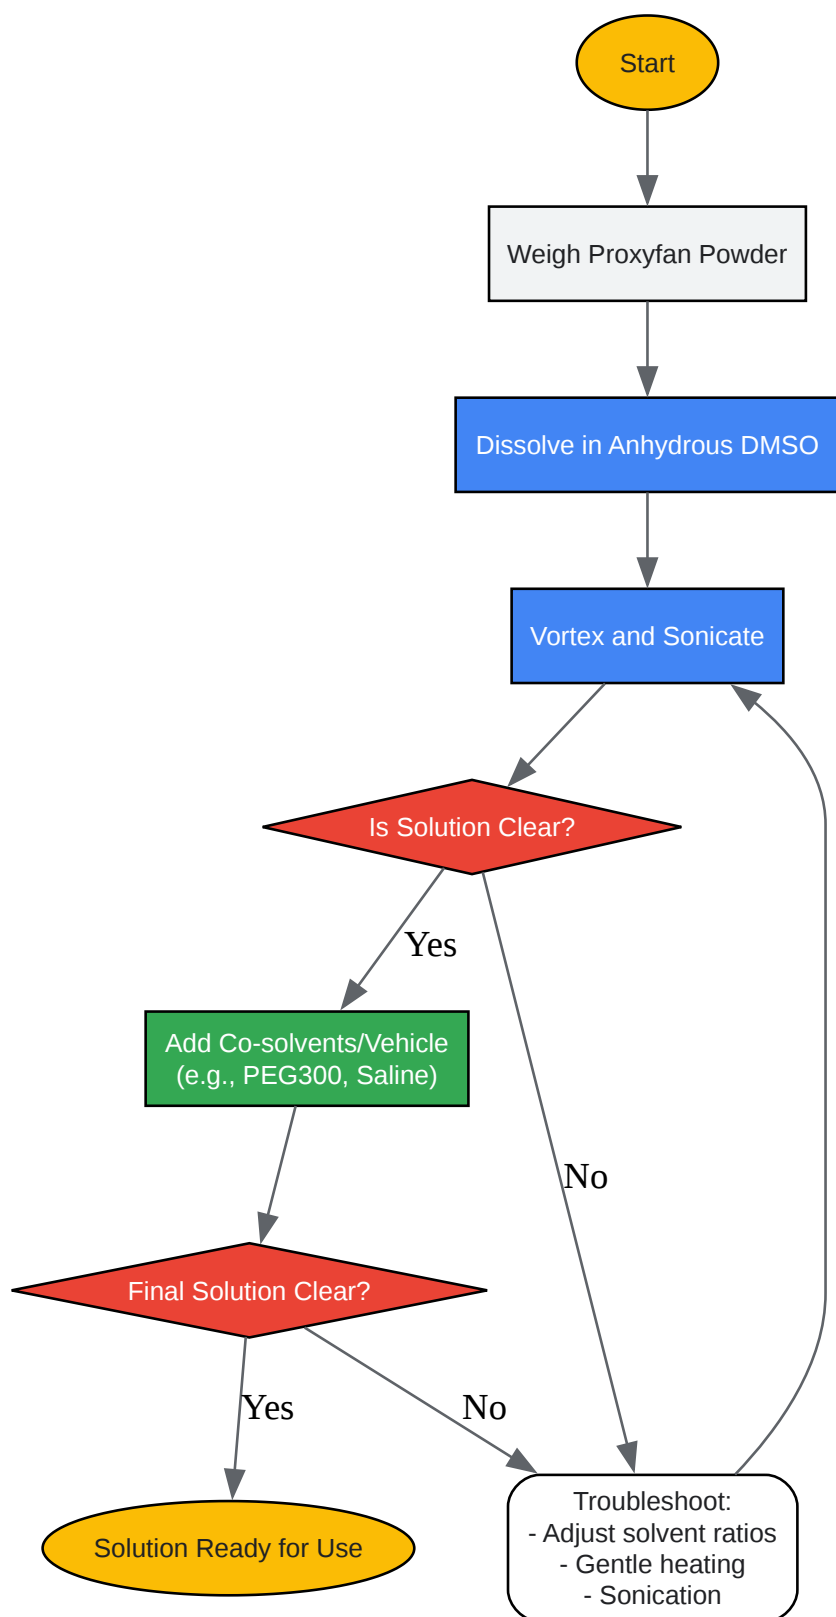 Start
Weigh Proxyfan Powder
Dissolve in Anhydrous DMSO
Vortex and Sonicate
Is Solution Clear?
Yes
Add Co-solvents/Vehicle
(e.g., PEG300, Saline)
No
Final Solution Clear?
Yes
No
Solution Ready for Use
Troubleshoot:
- Adjust solvent ratios
- Gentle heating
- Sonication